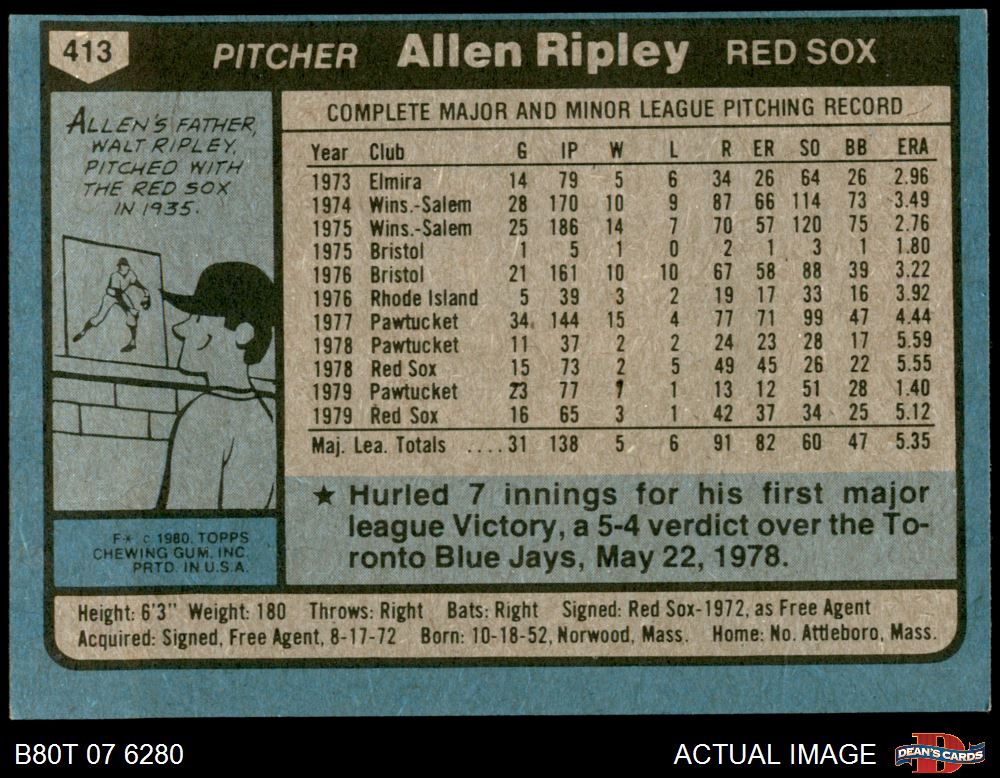 413 PITCHER Allen Ripley RED SOX
ALLEN'S FATHER,
WALT RIPLEY,
PITCHED WITH
THE RED SOX
IN 1935.
F* © 1980 TOPPS
CHEWING GUM, INC.
PRTD. IN U.S.A.
COMPLETE MAJOR AND MINOR LEAGUE PITCHING RECORD
Year Club G IP W L R ER SO BB ERA
1973 Elmira 14 79 5 6 34 26 64 26 2.96
1974 Wins.-Salem 28 170 10 9 87 66 114 73 3.49
1975 Wins.-Salem 25 186 14 7 70 57 120 75 2.76
1975 Bristol 1 5 1 0 2 1 3 1 1.80
1976 Bristol 21 161 10 10 67 58 88 39 3.22
1976 Rhode Island 5 39 3 2 19 17 33 16 3.92
1977 Pawtucket 34 144 15 4 77 71 99 47 4.44
1978 Pawtucket 11 37 2 2 24 23 28 17 5.59
1978 Red Sox 15 73 2 5 49 45 26 22 5.55
1979 Pawtucket 23 77 1 13 12 51 28 1.40
1979 Red Sox 16 65 3 1 42 37 34 25 5.12
Maj. Lea. Totals ....31 138 5 6 91 82 60 47 5.35
★ Hurled 7 innings for his first major
league Victory, a 5-4 verdict over the To-
ronto Blue Jays, May 22, 1978.
Height: 6'3" Weight: 180 Throws: Right Bats: Right Signed: Red Sox-1972, as Free Agent
Acquired: Signed, Free Agent, 8-17-72 Born: 10-18-52, Norwood, Mass. Home: No. Attleboro, Mass.
B80T 07 6280 ACTUAL IMAGE DEAN'S CARDS